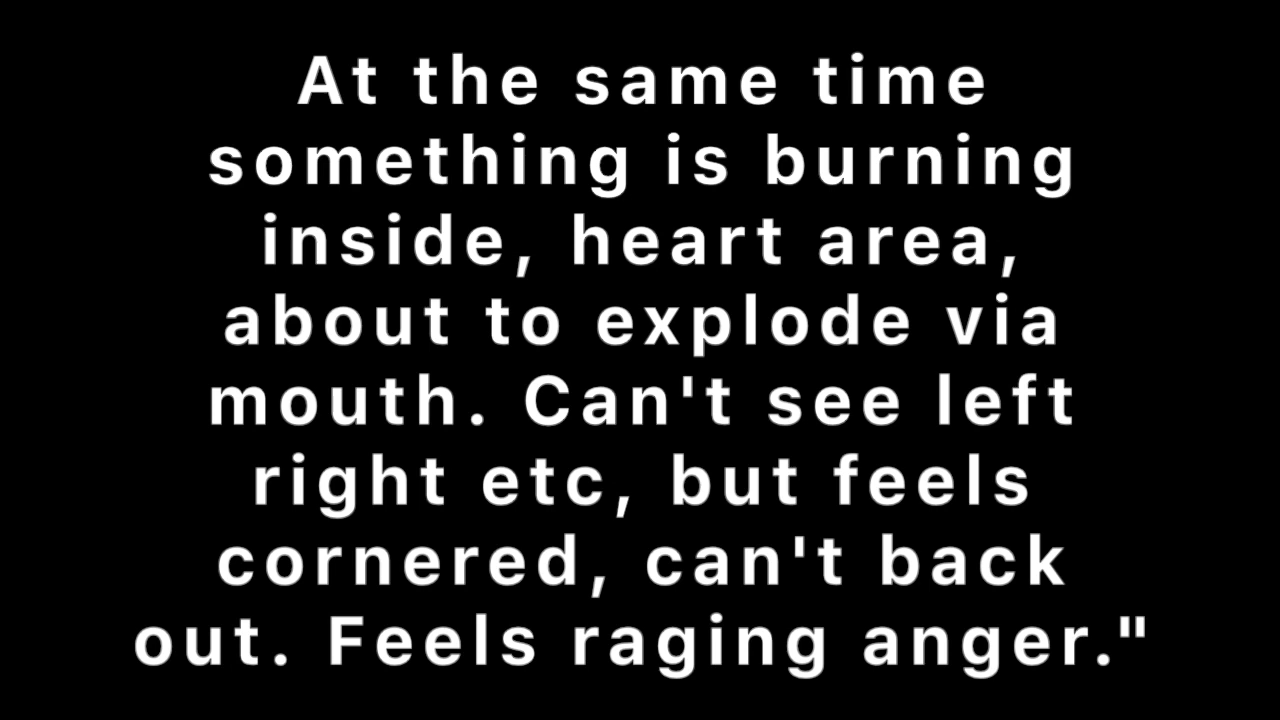 At the same time
something is burning
inside, heart area,
about to explode via
mouth. Can't see left
right etc, but feels
cornered, can't back
out. Feels raging anger."